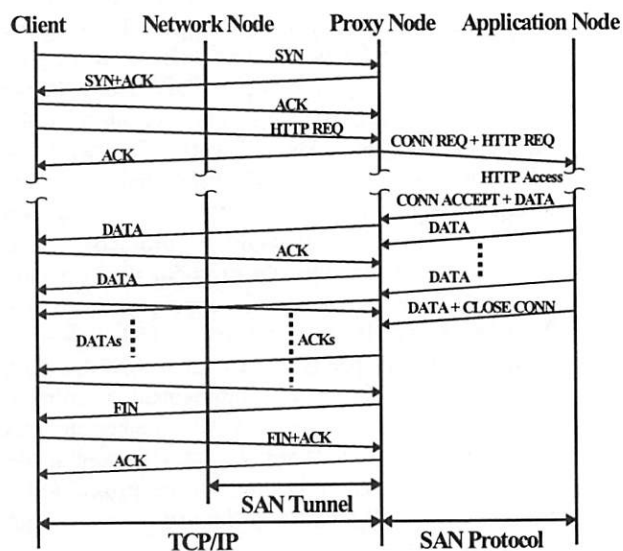 Client Network Node Proxy Node Application Node
SYN
SYN+ACK
ACK
HTTP REQ
CONN REQ + HTTP REQ
ACK
HTTP Access
CONN ACCEPT + DATA
DATA
DATA
ACK
DATA
DATA
DATA + CLOSE CONN
DATAs
ACKs
FIN
FIN+ACK
ACK
SAN Tunnel
TCP/IP
SAN Protocol